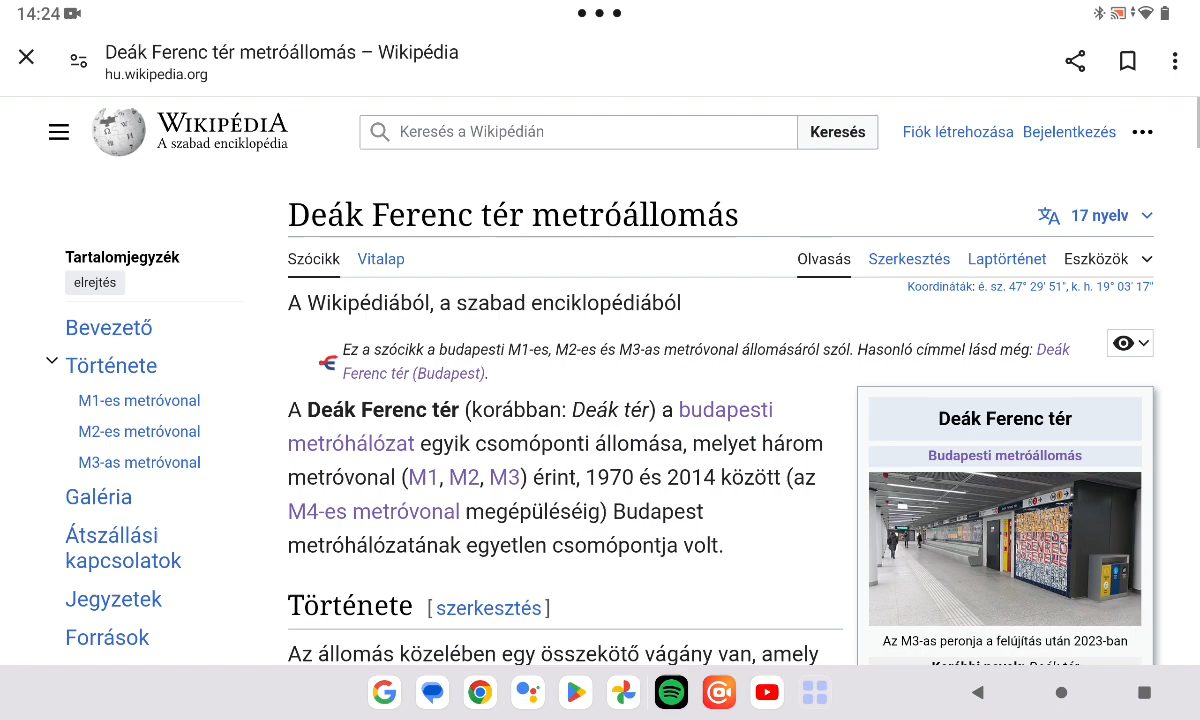 14:24
Deák Ferenc tér metróállomás – Wikipédia
hu.wikipedia.org
WIKIPÉDIA
A szabad enciklopédia
Keresés a Wikipédián
Keresés
Fiók létrehozása Bejelentkezés
Deák Ferenc tér metróállomás
17 nyelv
Tartalomjegyzék
elrejtés
Bevezető
Története
M1-es metróvonal
M2-es metróvonal
M3-as metróvonal
Galéria
Átszállási
kapcsolatok
Jegyzetek
Források
Szócikk Vitalap
Olvasás Szerkesztés Laptörténet Eszközök
Koordináták: é. sz. 47° 29′ 51″, k. h. 19° 03′ 17″
A Wikipédiából, a szabad enciklopédiából
Ez a szócikk a budapesti M1-es, M2-es és M3-as metróvonal állomásáról szól. Hasonló címmel lásd még: Deák
Ferenc tér (Budapest).
A Deák Ferenc tér (korábban: Deák tér) a budapesti
metróhálózat egyik csomóponti állomása, melyet három
metróvonal (M1, M2, M3) érint, 1970 és 2014 között (az
M4-es metróvonal megépüléséig) Budapest
metróhálózatának egyetlen csomópontja volt.
Története [szerkesztés]
Az állomás közelében egy összekötő vágány van, amely
Deák Ferenc tér
Budapesti metróállomás
Az M3-as peronja a felújítás után 2023-ban
Korábbi nevek: Deák tér